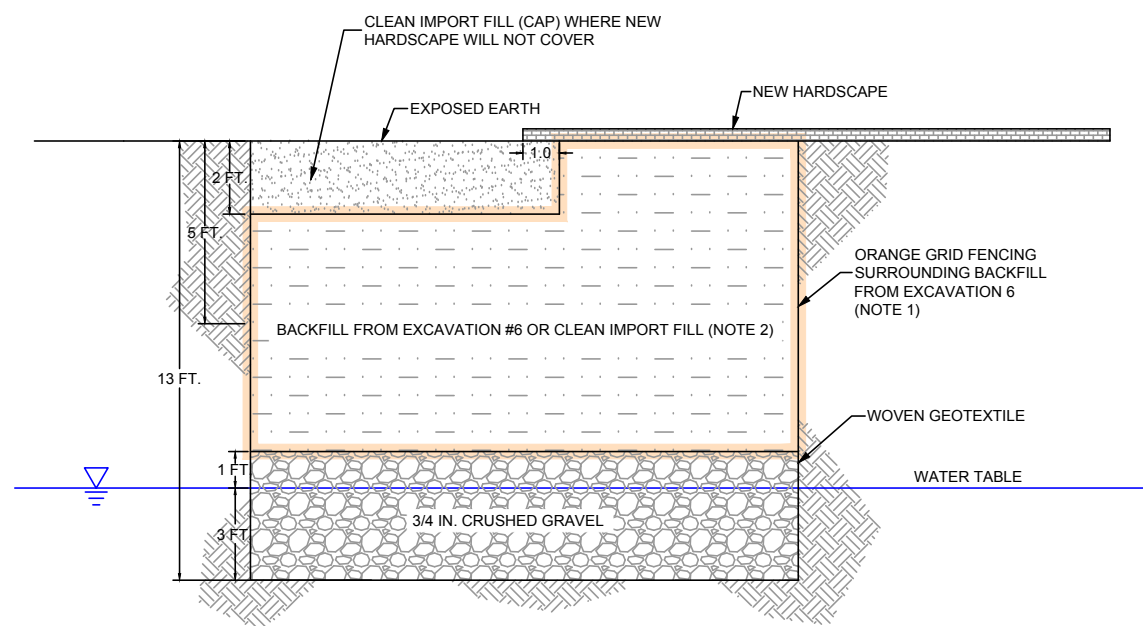 CLEAN IMPORT FILL (CAP) WHERE NEW
HARDSCAPE WILL NOT COVER
NEW HARDSCAPE
EXPOSED EARTH
1.0
2 FT.
5 FT.
ORANGE GRID FENCING
SURROUNDING BACKFILL
FROM EXCAVATION 6
(NOTE 1)
BACKFILL FROM EXCAVATION #6 OR CLEAN IMPORT FILL (NOTE 2)
13 FT.
WOVEN GEOTEXTILE
1 FT
WATER TABLE
3/4 IN. CRUSHED GRAVEL
3 FT